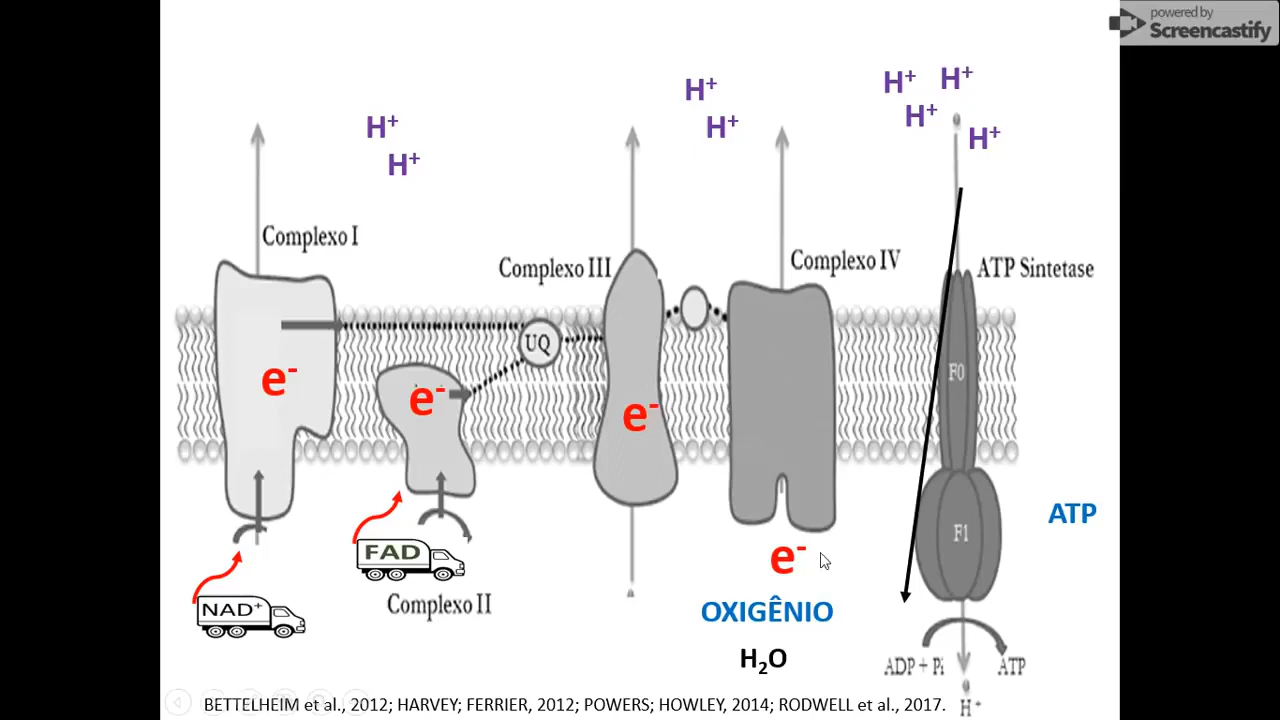 powered by
Screencastify
H⁺ H⁺
H⁺
H⁺
H⁺
H⁺
H⁺
H⁺
Complexo I
Complexo III
Complexo IV
ATP Sintetase
UQ
e⁻
e⁻
e⁻
F0
F1
ATP
e⁻
FAD
NAD⁺
Complexo II
OXIGÊNIO
H₂O
ADP + Pi
ATP
H⁺
BETTELHEIM et al., 2012; HARVEY; FERRIER, 2012; POWERS; HOWLEY, 2014; RODWELL et al., 2017.